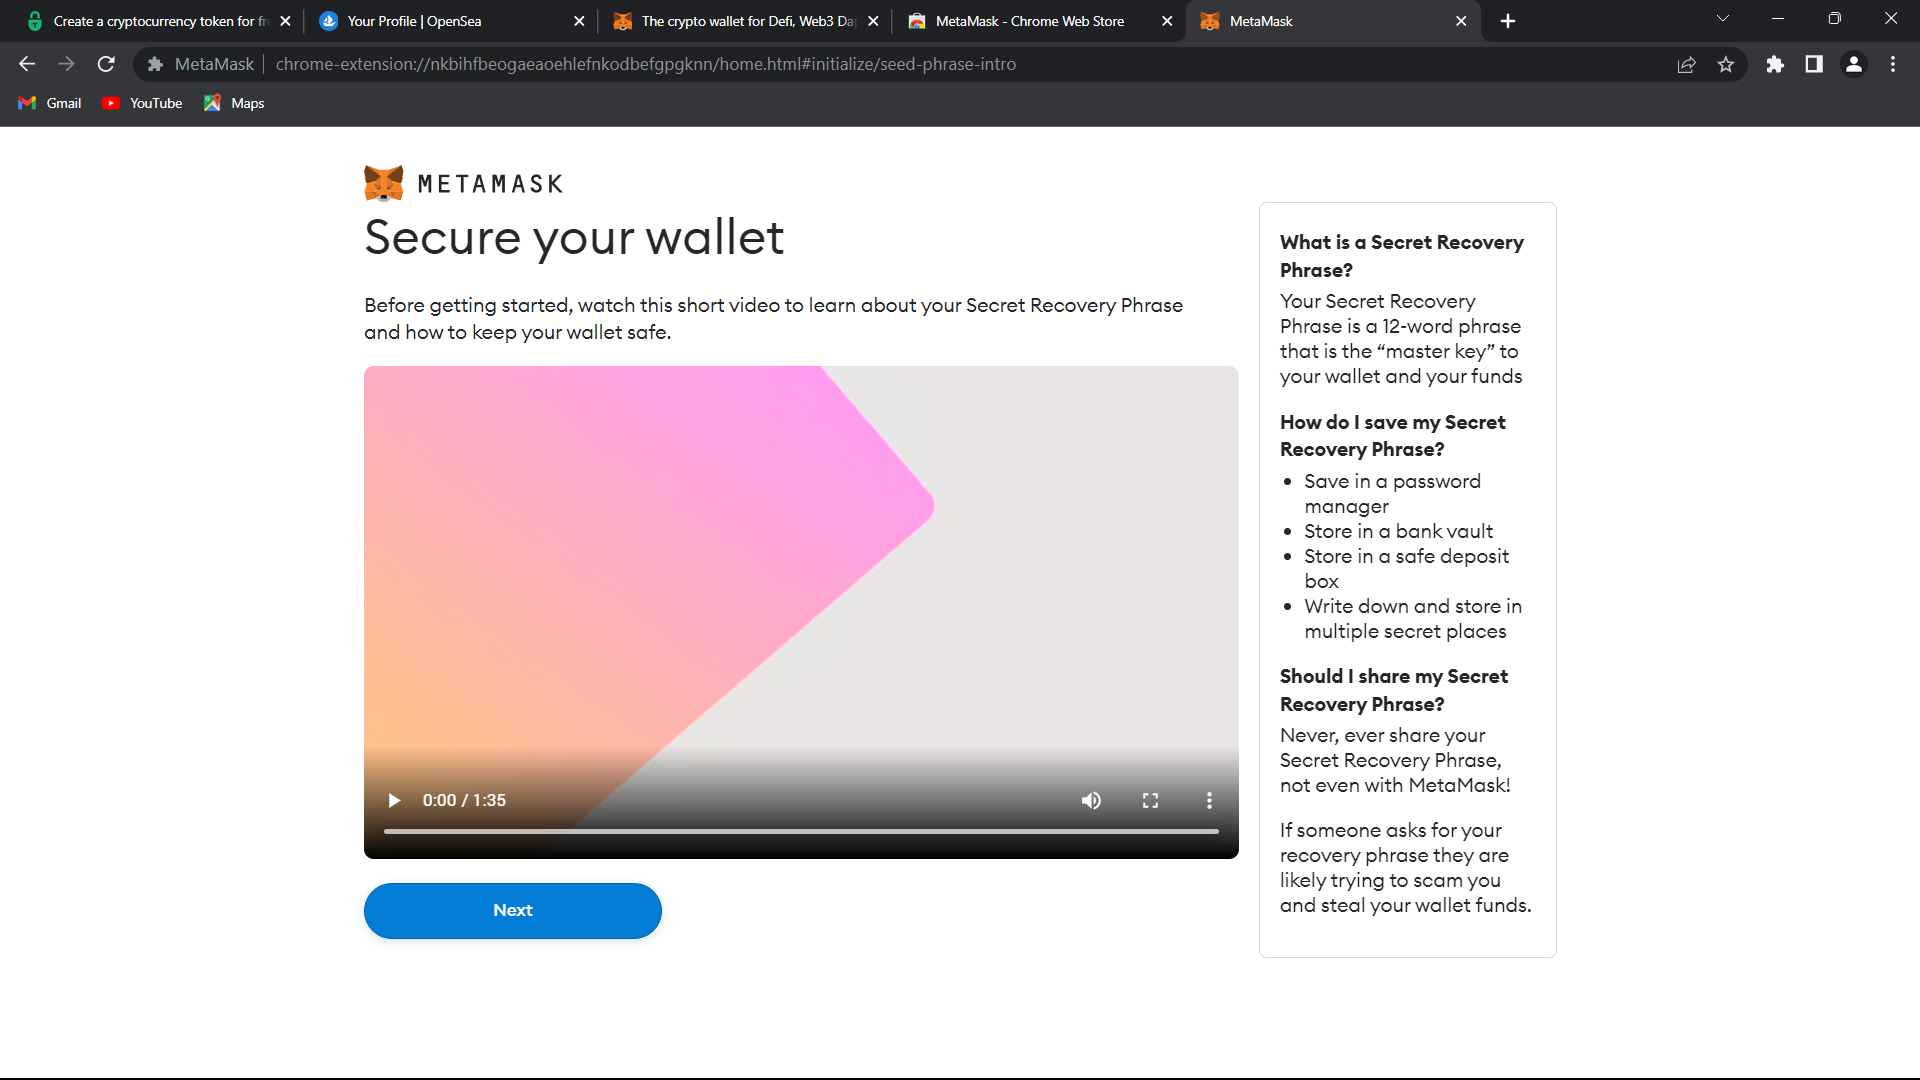 Create a cryptocurrency token for fr
Your Profile | OpenSea
The crypto wallet for Defi, Web3 Da
MetaMask - Chrome Web Store
MetaMask
MetaMask
chrome-extension://nkbihfbeogaeaoehlefnkodbefgpgknn/home.html#initialize/seed-phrase-intro
Gmail
YouTube
Maps
METAMASK
Secure your wallet
Before getting started, watch this short video to learn about your Secret Recovery Phrase
and how to keep your wallet safe.
0:00 / 1:35
Next
What is a Secret Recovery
Phrase?
Your Secret Recovery
Phrase is a 12-word phrase
that is the “master key” to
your wallet and your funds
How do I save my Secret
Recovery Phrase?
• Save in a password
manager
• Store in a bank vault
• Store in a safe deposit
box
• Write down and store in
multiple secret places
Should I share my Secret
Recovery Phrase?
Never, ever share your
Secret Recovery Phrase,
not even with MetaMask!
If someone asks for your
recovery phrase they are
likely trying to scam you
and steal your wallet funds.